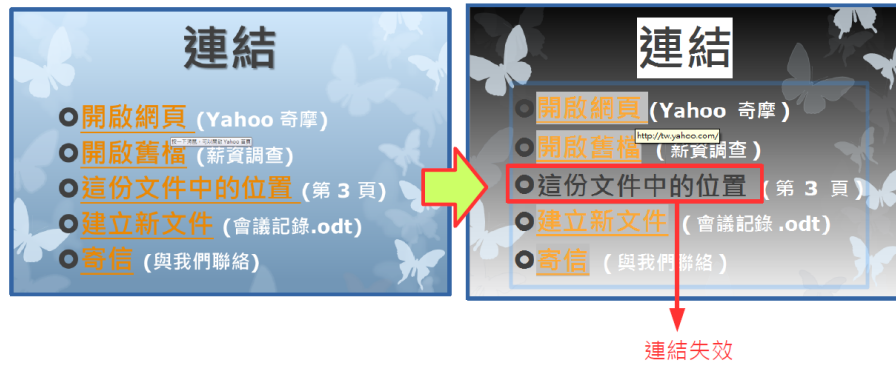 連結
開啟網頁 (Yahoo 奇摩)
開啟舊檔 (薪資調查)
這份文件中的位置 (第 3 頁)
建立新文件 (會議記錄.odt)
寄信 (與我們聯絡)
連結
開啟網頁 (Yahoo 奇摩)
http://tw.yahoo.com/
開啟舊檔 (薪資調查)
這份文件中的位置 (第 3 頁)
建立新文件 (會議記錄.odt)
寄信 (與我們聯絡)
連結失效